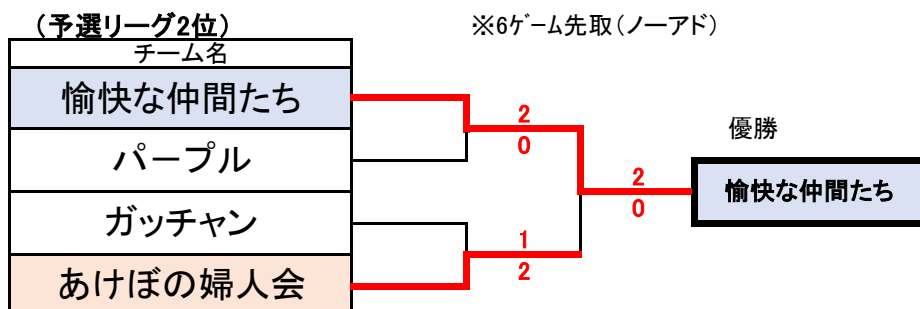 (予選リーグ2位)
※6ゲーム先取(ノーアド)
チーム名
愉快な仲間たち
2
0
パープル
優勝
2
0
愉快な仲間たち
ガッチャン
1
2
あけぼの婦人会